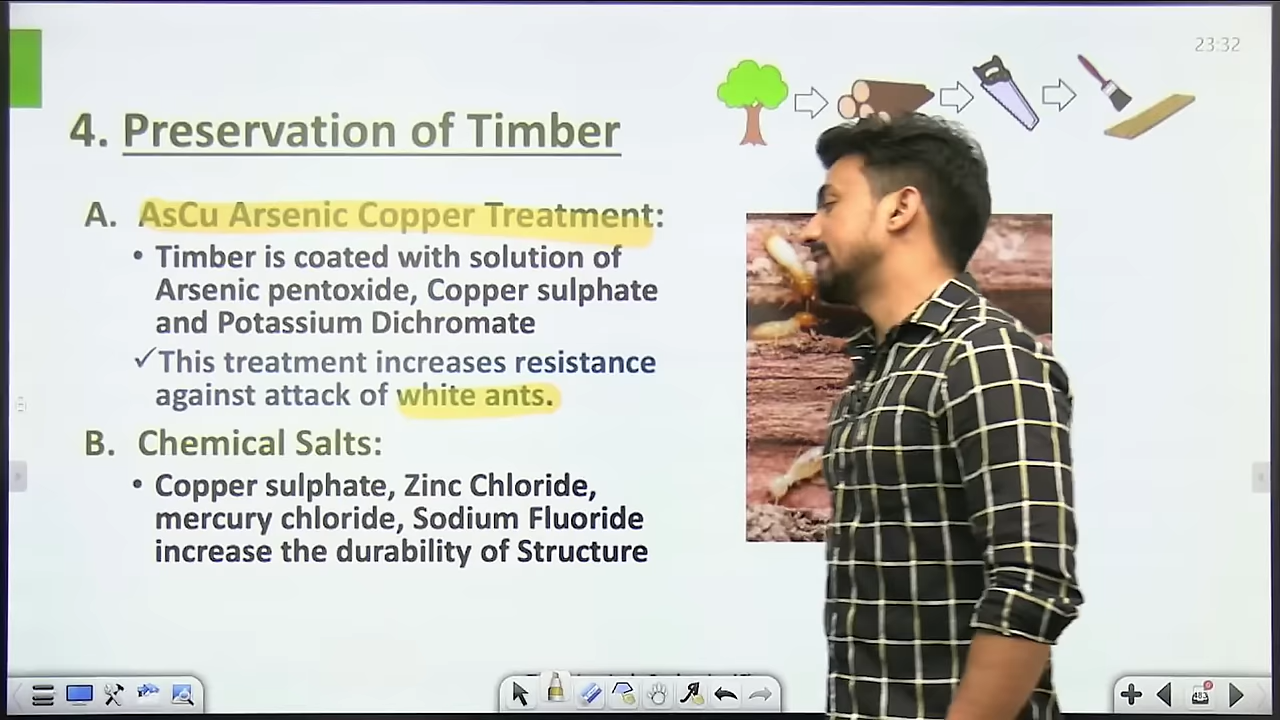 23:32
4. Preservation of Timber
A. AsCu Arsenic Copper Treatment:
• Timber is coated with solution of
Arsenic pentoxide, Copper sulphate
and Potassium Dichromate
✓This treatment increases resistance
against attack of white ants.
B. Chemical Salts:
• Copper sulphate, Zinc Chloride,
mercury chloride, Sodium Fluoride
increase the durability of Structure